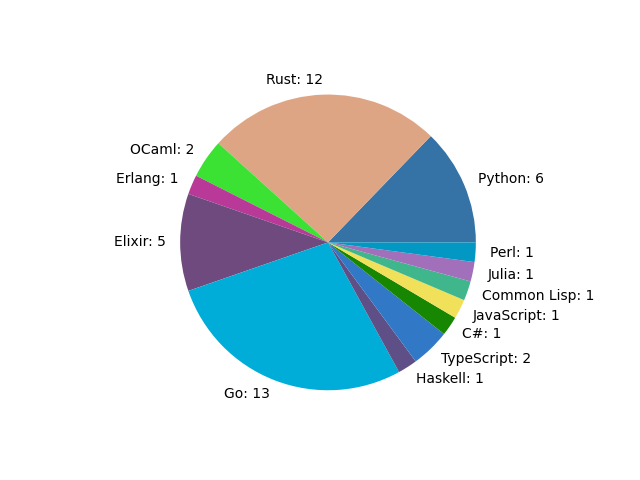 Rust: 12
OCaml: 2
Python: 6
Erlang: 1
Elixir: 5
Perl: 1
Julia: 1
Common Lisp: 1
JavaScript: 1
C#: 1
TypeScript: 2
Haskell: 1
Go: 13